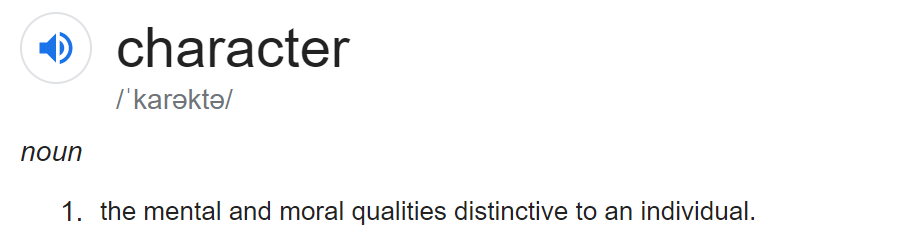 character
/ˈkarəktə/
noun
1. the mental and moral qualities distinctive to an individual.